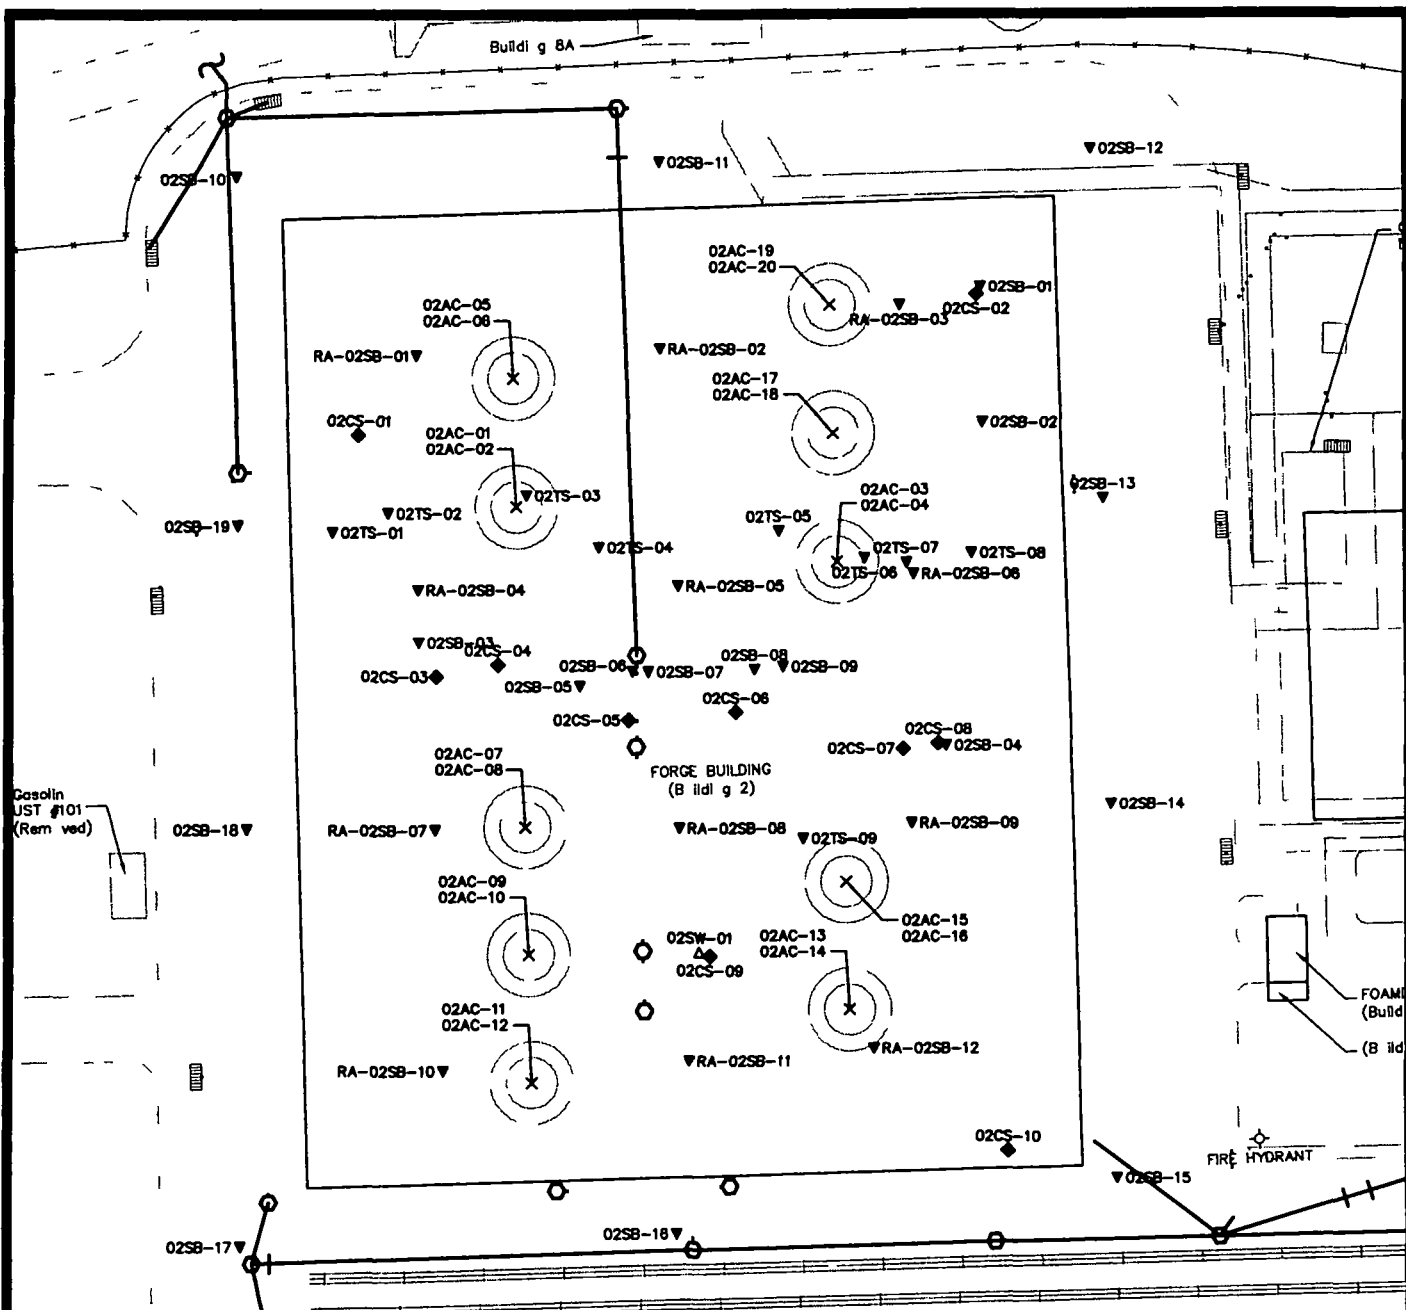 Buildi g 8A
02SB-12
02SB-11
02SB-10
02AC-19
02AC-20
02SB-01
02CS-02
RA-02SB-03
02AC-05
02AC-06
RA-02SB-01
RA-02SB-02
02AC-17
02AC-18
02CS-01
02SB-02
02AC-01
02AC-02
02SB-13
02AC-03
02AC-04
02TS-03
02TS-02
02TS-01
02SB-19
02TS-05
02TS-04
02TS-07
02TS-08
02TS-06
RA-02SB-06
RA-02SB-04
RA-02SB-05
02SB-03
02CS-04
02CS-03
02SB-06
02SB-07
02SB-08
02SB-09
02SB-05
02CS-06
02CS-05
02CS-08
02CS-07
02SB-04
02AC-07
02AC-08
FORGE BUILDING
(B ildi g 2)
Gasolin
UST #101
(Rem ved)
02SB-14
02SB-18
RA-02SB-07
RA-02SB-08
RA-02SB-09
02TS-09
02AC-09
02AC-10
02AC-15
02AC-16
02SW-01
02CS-09
02AC-13
02AC-14
FOAM
(Build
(B ild
02AC-11
02AC-12
RA-02SB-12
RA-02SB-11
RA-02SB-10
02CS-10
FIRE HYDRANT
02SB-15
02SB-16
02SB-17